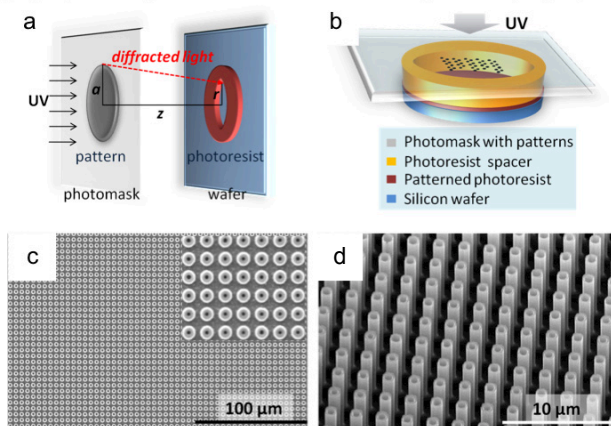 a
diffracted light
a
r
UV
z
pattern
photoresist
photomask
wafer
b
UV
Photomask with patterns
Photoresist spacer
Patterned photoresist
Silicon wafer
c
100 µm
d
10 µm